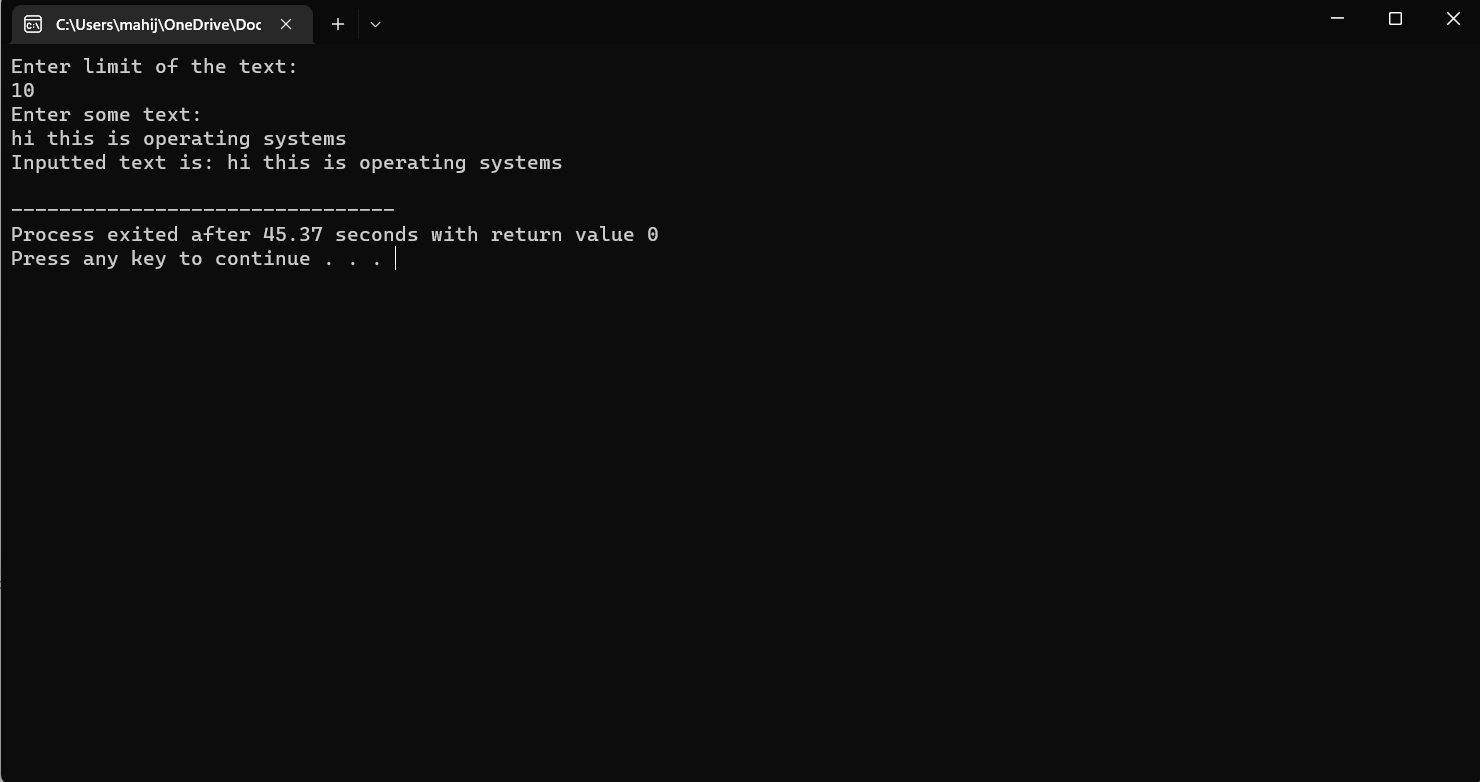 C:\Users\mahij\OneDrive\Doc
Enter limit of the text:
10
Enter some text:
hi this is operating systems
Inputted text is: hi this is operating systems
--------------------------------
Process exited after 45.37 seconds with return value 0
Press any key to continue . . .